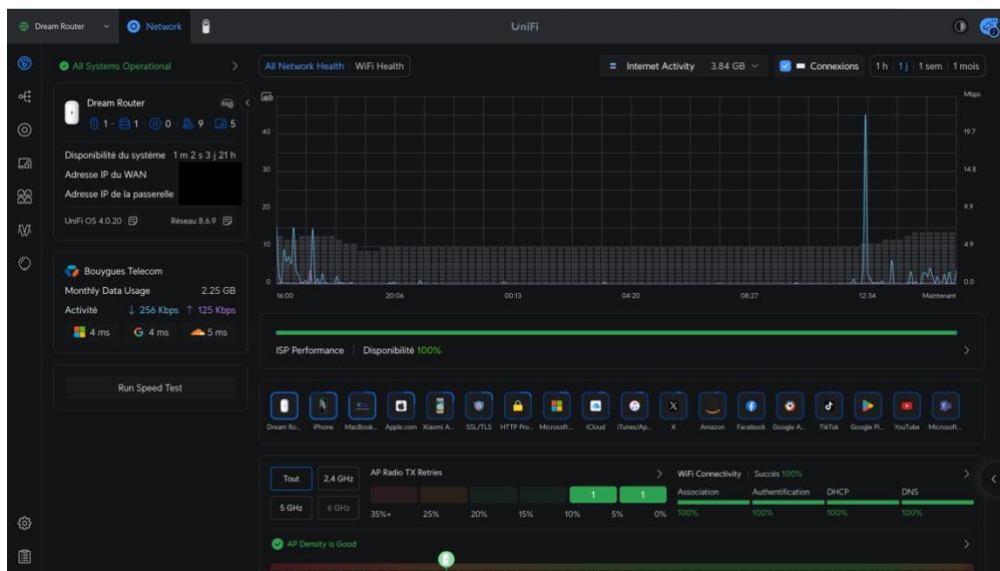 Dream Router
Network
UniFi
All Systems Operational
All Network Health | WiFi Health
Internet Activity 3.84 GB
Connexions
1 h | 1 j | 1 sem | 1 mois
Dream Router
1 - 1 0 9 5
Disponibilité du système 1 m 2 s 3 j 21 h
Adresse IP du WAN
Adresse IP de la passerelle
UniFi OS 4.0.20 Réseau 8.6.9
Bouygues Telecom
Monthly Data Usage 2.25 GB
Activité ↓ 256 Kbps ↑ 125 Kbps
4 ms G 4 ms 5 ms
Run Speed Test
Mbps
40 19.7
30 14.8
20 9.9
10 4.9
0 0.0
16:00 20:06 00:13 04:20 08:27 12:34 Maintenant
ISP Performance | Disponibilité 100%
Dream Ro... iPhone MacBook... Apple.com Xiaomi A... SSL/TLS HTTP Pro... Microsoft... iCloud iTunes/Ap... X Amazon Facebook Google A... TikTok Google Pl... YouTube Microsoft...
Tout 2.4 GHz
5 GHz 6 GHz
AP Radio TX Retries
1 1
35%+ 25% 20% 15% 10% 5% 0%
WiFi Connectivity | Succès 100%
Association Authentification DHCP DNS
100% 100% 100% 100%
AP Density is Good